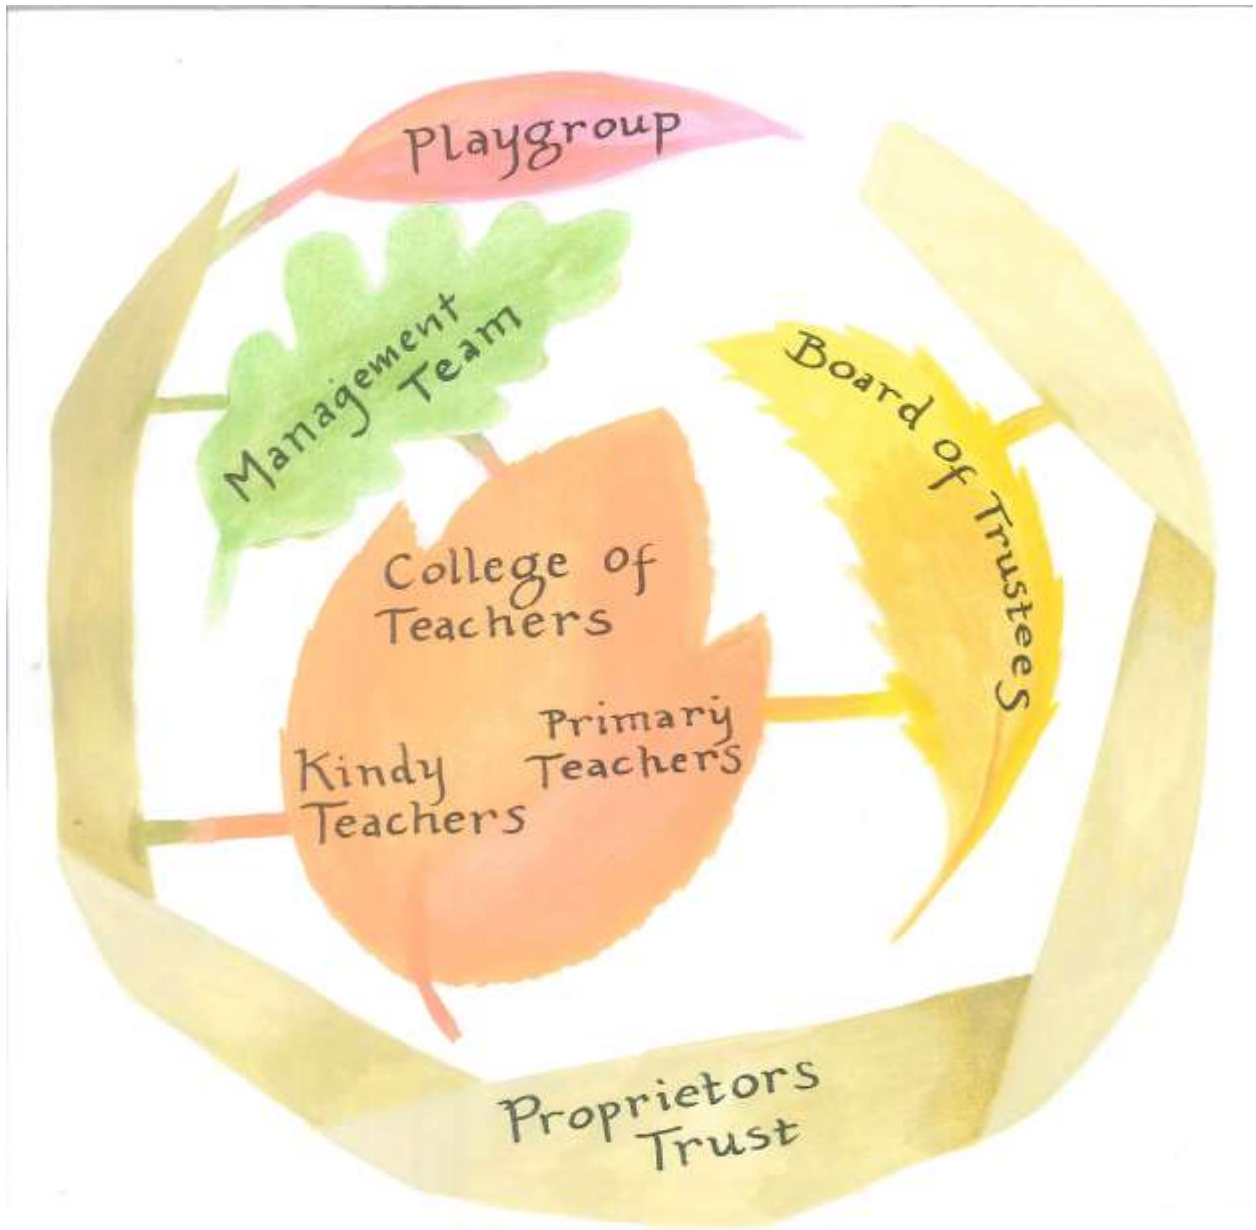 Playgroup
Management
Team
Board of Trustees
College of
Teachers
Primary
Teachers
Kindy
Teachers
Proprietors
Trust